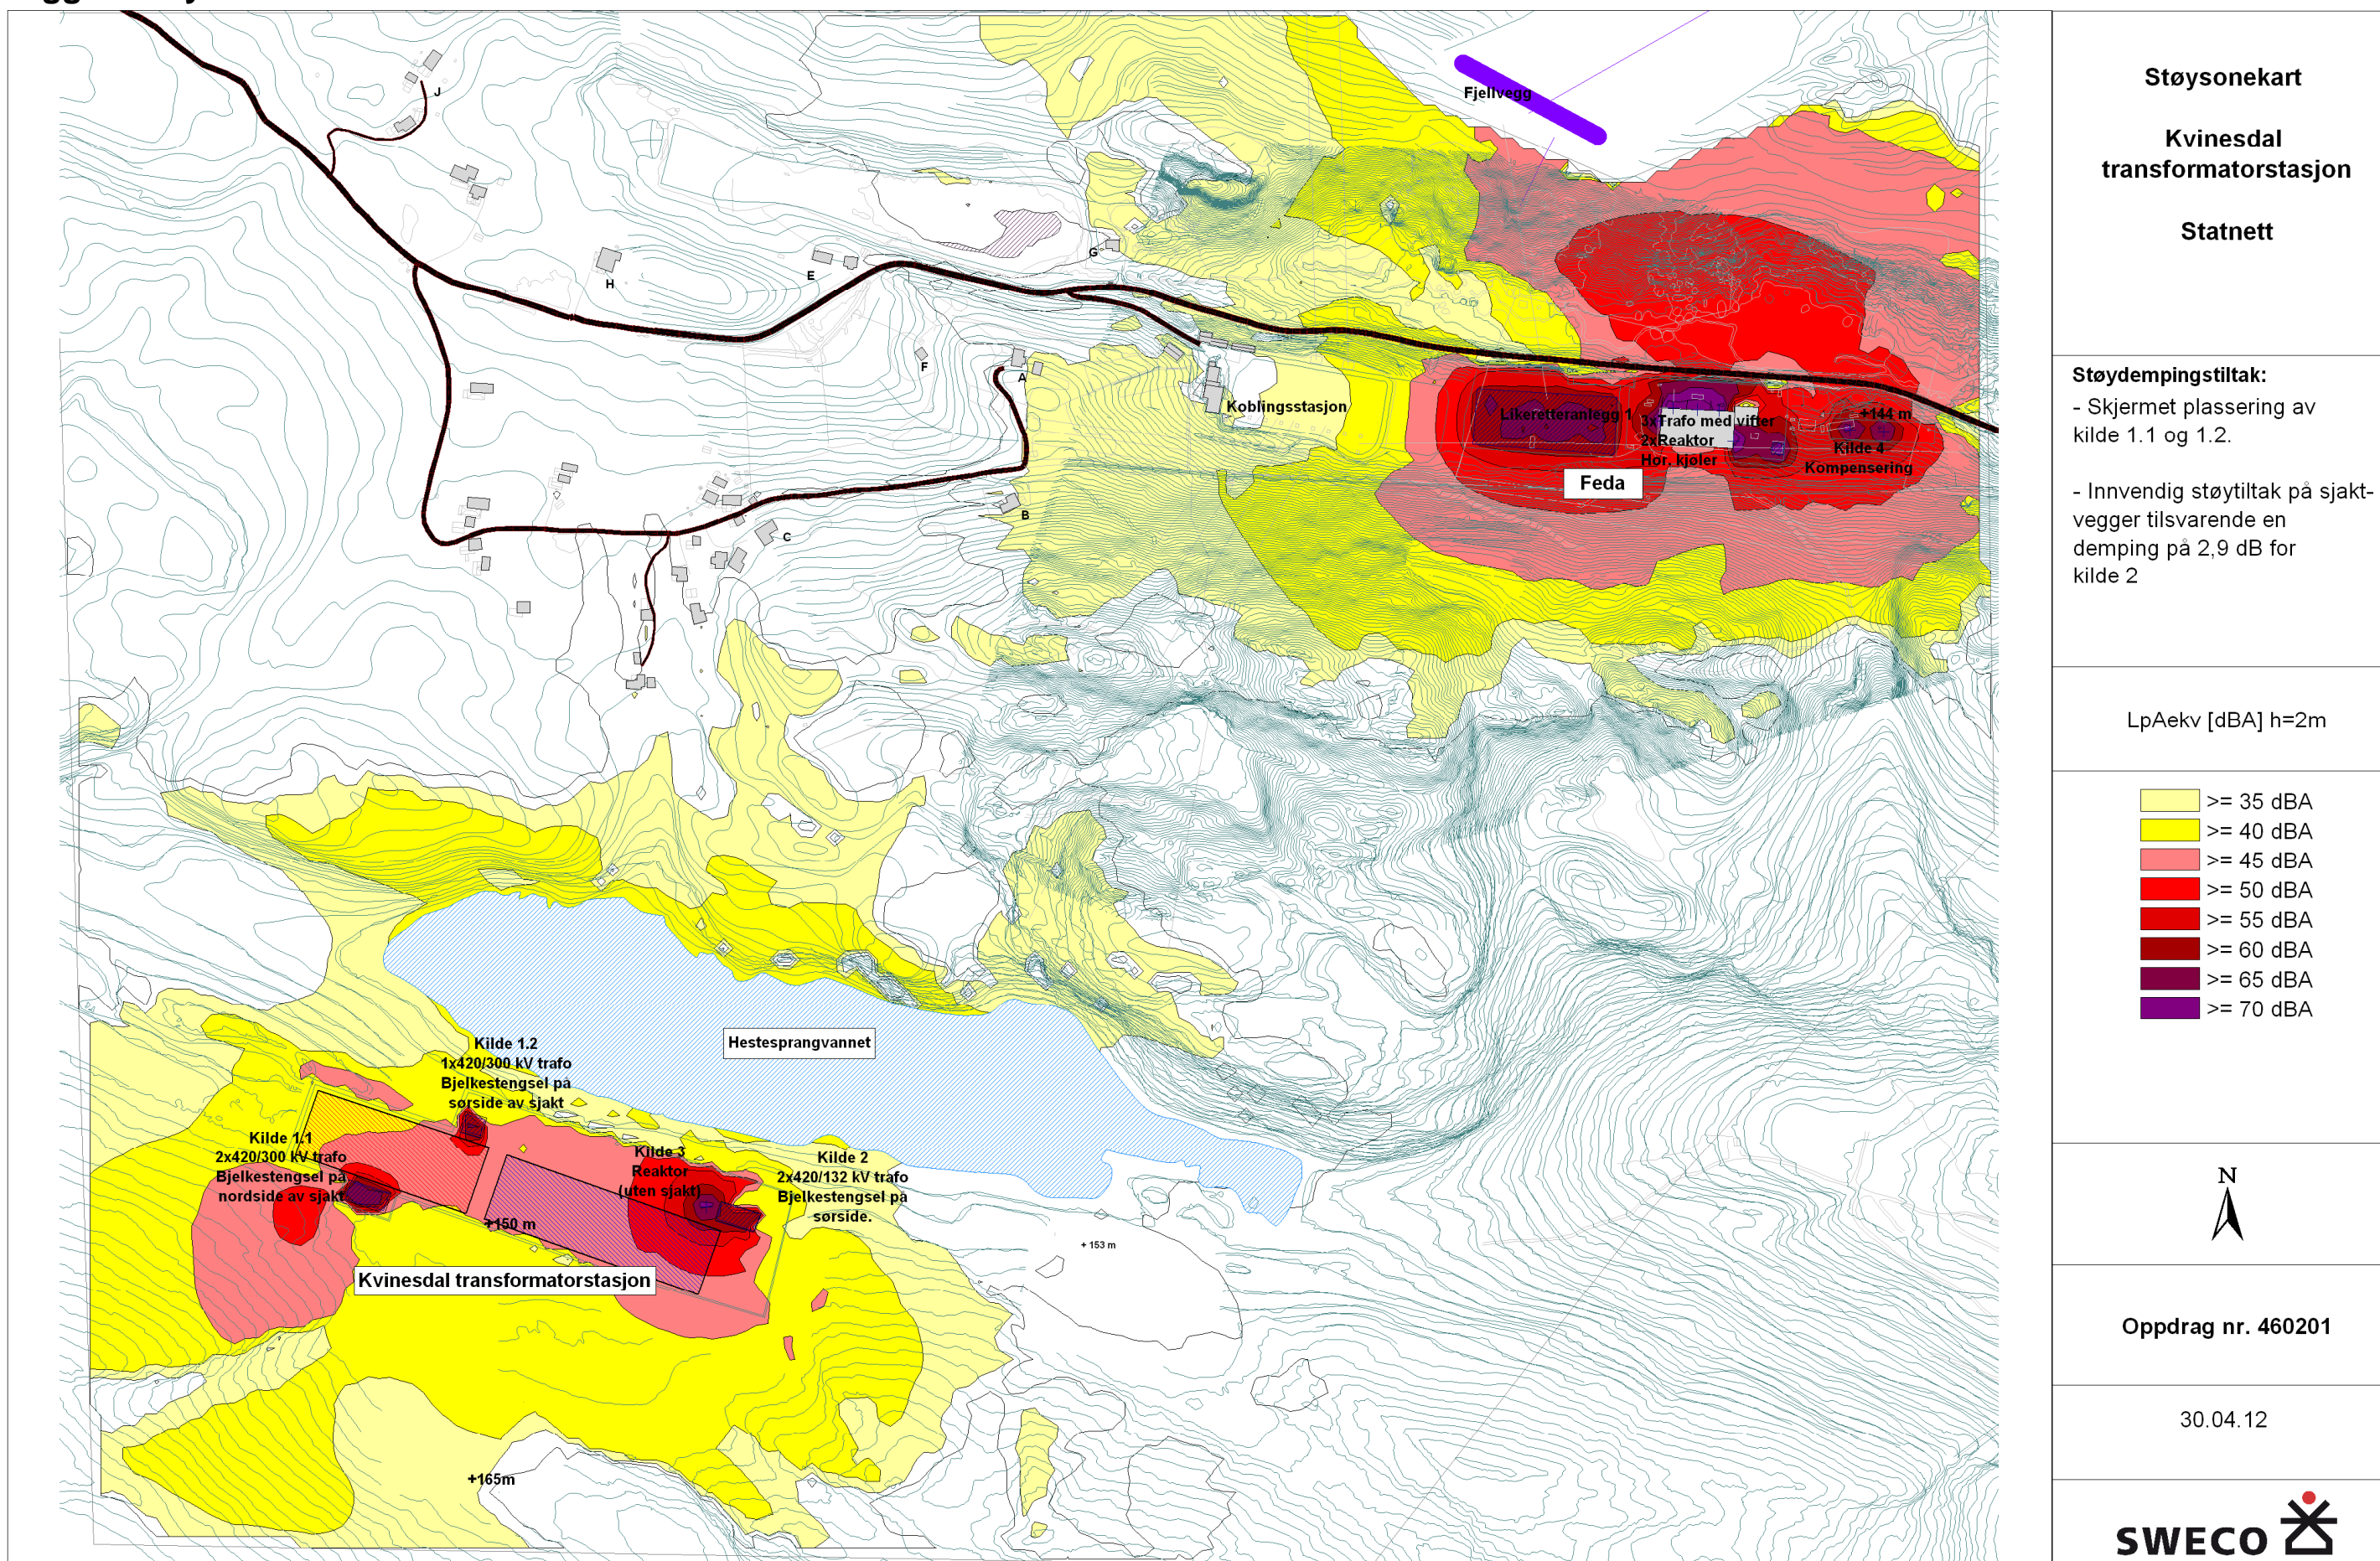 J
Fjellvegg
G
E
H
F
A
Koblingsstasjon
Likeretteranlegg 1
3xTrafo med vifter
2xReaktor
Hør. kjøler
+144 m
Kilde 4
Kompensering
Feda
B
C
Hestesprangvannet
Kilde 1.2
1x420/300 kV trafo
Bjelkestengsel på
sørside av sjakt
Kilde 1.1
2x420/300 kV trafo
Bjelkestengsel på
nordside av sjakt
Kilde 3
Reaktor
(uten sjakt)
Kilde 2
2x420/132 kV trafo
Bjelkestengsel på
sørside.
+150 m
+ 153 m
Kvinesdal transformatorstasjon
+165m
Støysonekart
Kvinesdal
transformatorstasjon
Statnett
Støydempingstiltak:
- Skjermet plassering av
kilde 1.1 og 1.2.
- Innvendig støytiltak på sjakt-
vegger tilsvarende en
demping på 2,9 dB for
kilde 2
LpAekv [dBA] h=2m
>= 35 dBA
>= 40 dBA
>= 45 dBA
>= 50 dBA
>= 55 dBA
>= 60 dBA
>= 65 dBA
>= 70 dBA
N
Oppdrag nr. 460201
30.04.12
SWECO